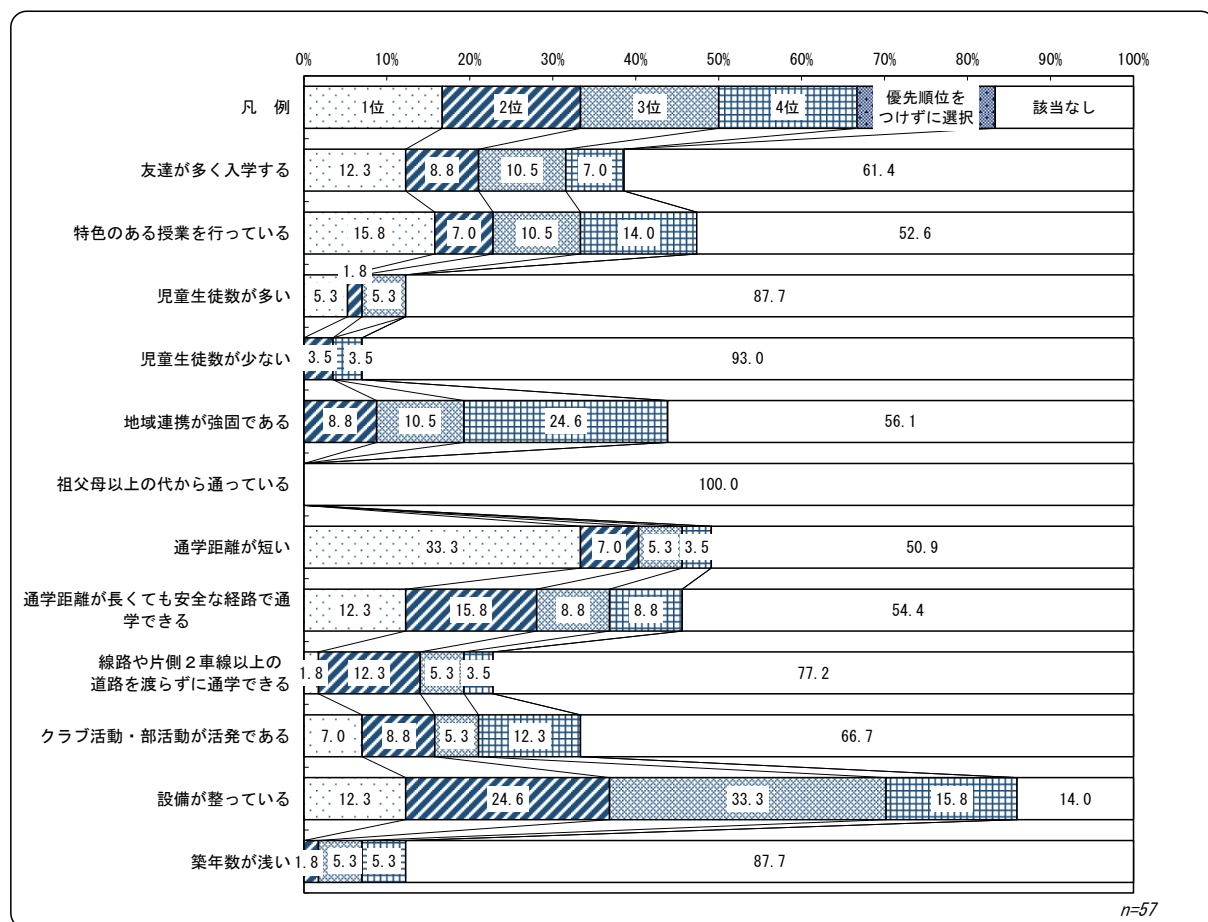 0% 10% 20% 30% 40% 50% 60% 70% 80% 90% 100%
凡 例 1位 2位 3位 4位 優先順位を
つけずに選択 該当なし
友達が多く入学する 12.3 8.8 10.5 7.0 61.4
特色のある授業を行っている 15.8 7.0 10.5 14.0 52.6
1.8
児童生徒数が多い 5.3 5.3 87.7
児童生徒数が少ない 3.5 3.5 93.0
地域連携が強固である 8.8 10.5 24.6 56.1
祖父母以上の代から通っている 100.0
通学距離が短い 33.3 7.0 5.3 3.5 50.9
通学距離が長くても安全な経路で通
学できる 12.3 15.8 8.8 8.8 54.4
線路や片側2車線以上の
道路を渡らずに通学できる 1.8 12.3 5.3 3.5 77.2
クラブ活動・部活動が活発である 7.0 8.8 5.3 12.3 66.7
設備が整っている 12.3 24.6 33.3 15.8 14.0
築年数が浅い 1.8 5.3 5.3 87.7
n=57